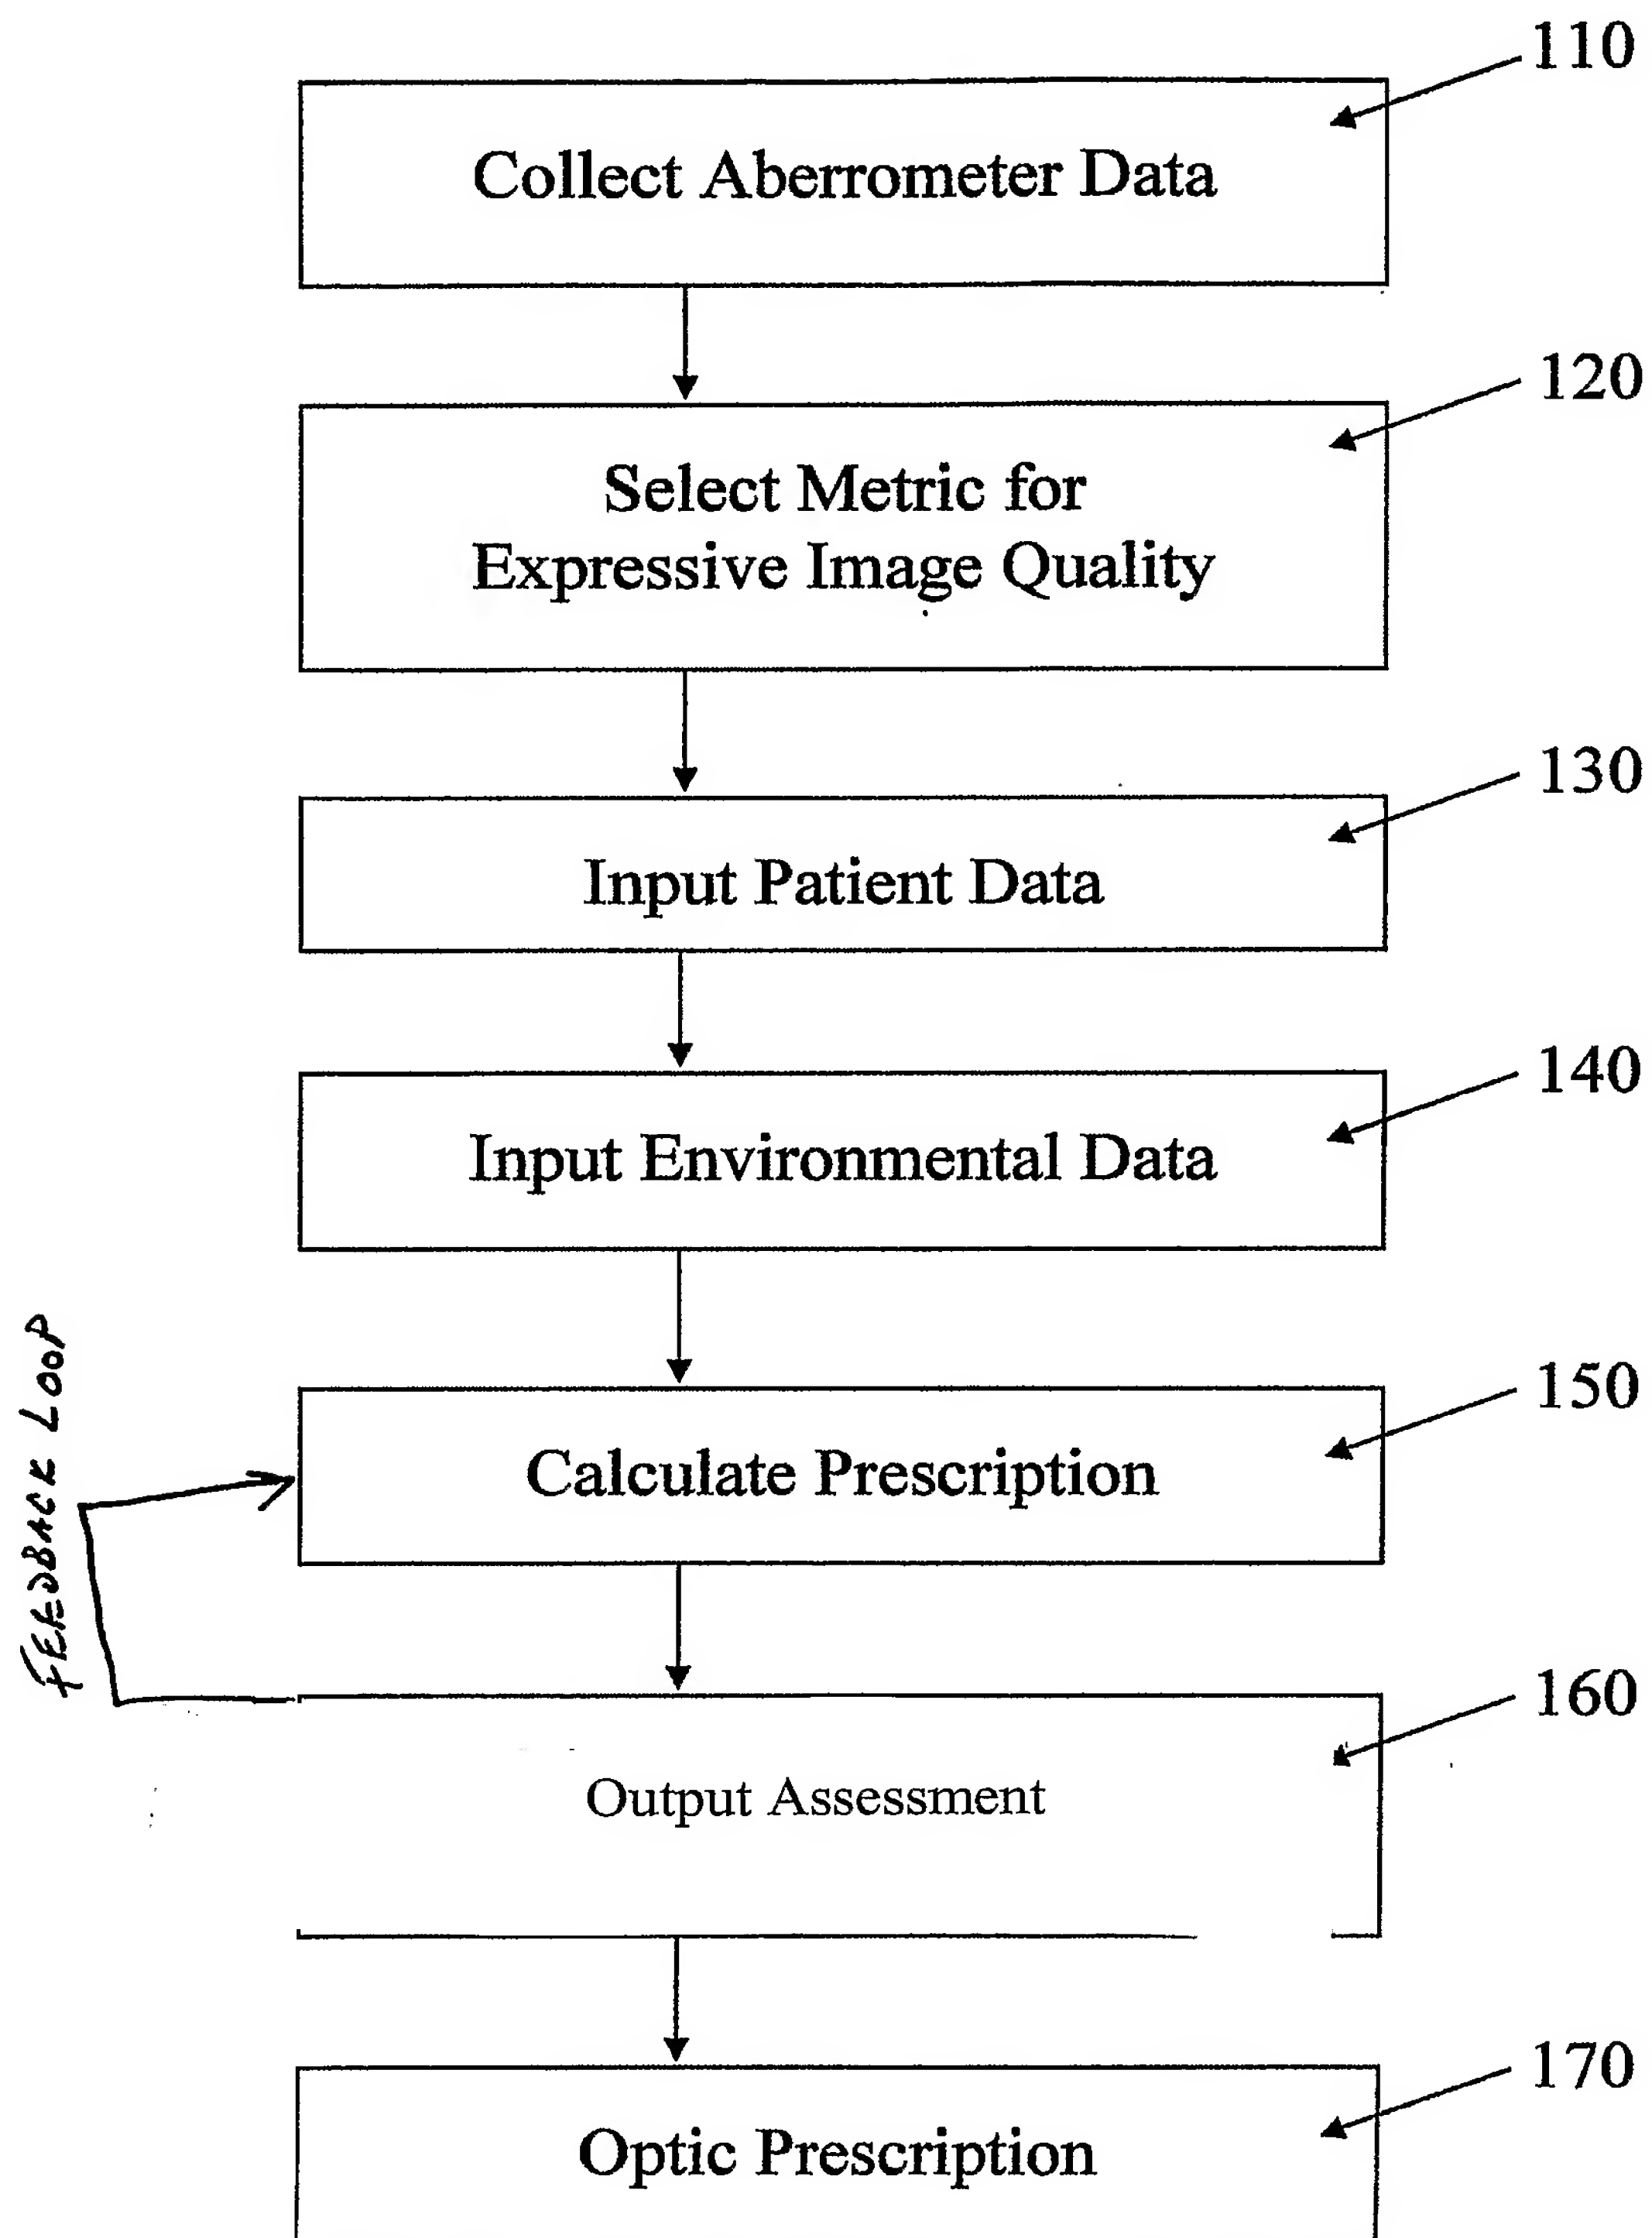 110
Collect Aberrometer Data
120
Select Metric for
Expressive Image Quality
130
Input Patient Data
140
Input Environmental Data
150
Calculate Prescription
FEEDBACK LOOP
160
Output Assessment
170
Optic Prescription